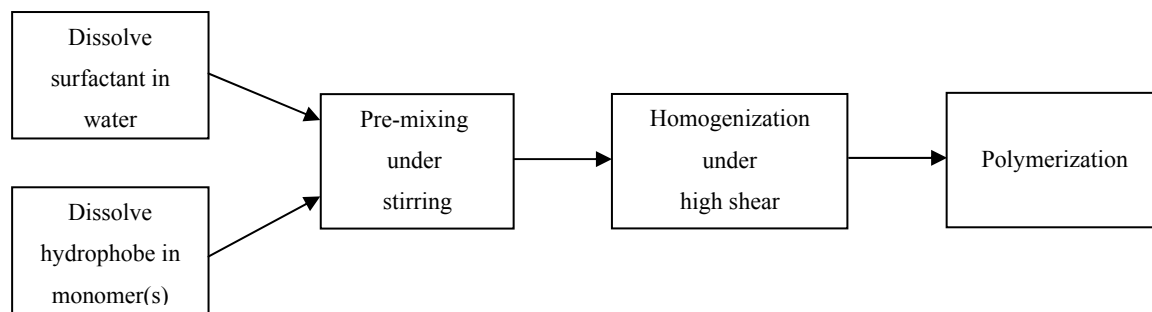 Dissolve
surfactant in
water
Dissolve
hydrophobe in
monomer(s)
Pre-mixing
under
stirring
Homogenization
under
high shear
Polymerization